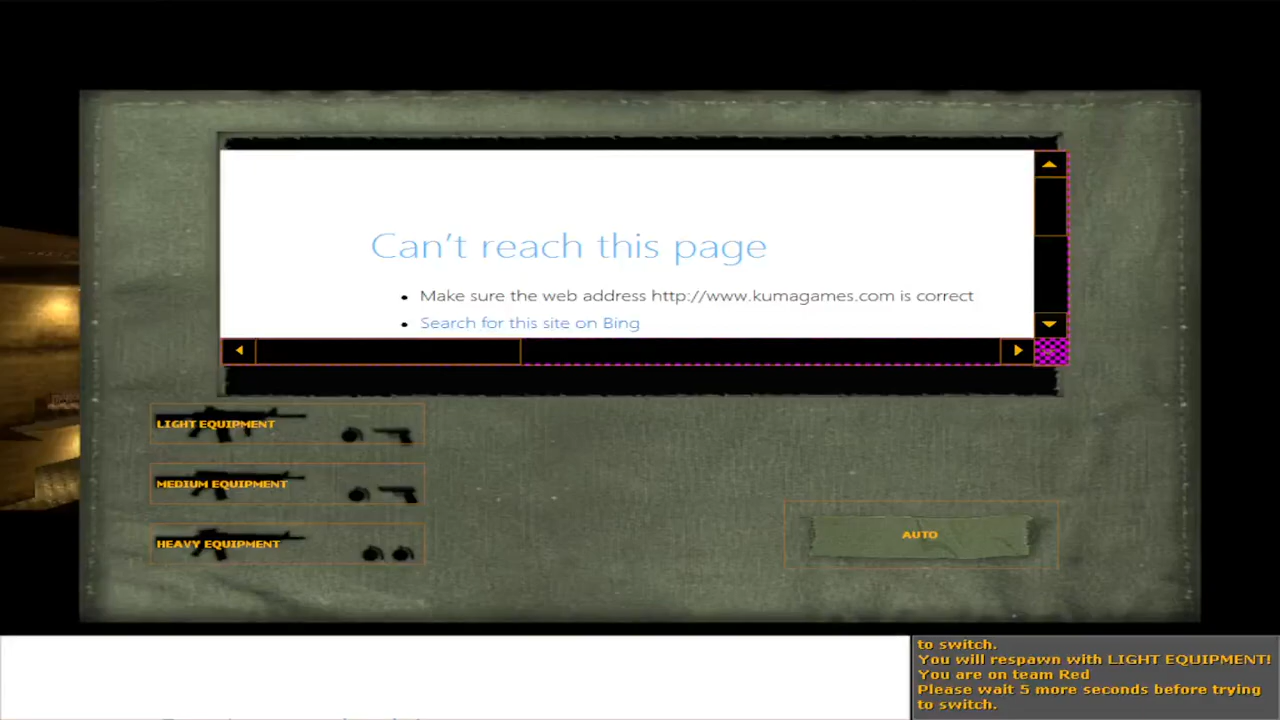 Can't reach this page
Make sure the web address http://www.kumagames.com is correct
Search for this site on Bing
LIGHT EQUIPMENT
MEDIUM EQUIPMENT
HEAVY EQUIPMENT
AUTO
to switch.
You will respawn with LIGHT EQUIPMENT!
You are on team Red
Please wait 5 more seconds before trying
to switch.